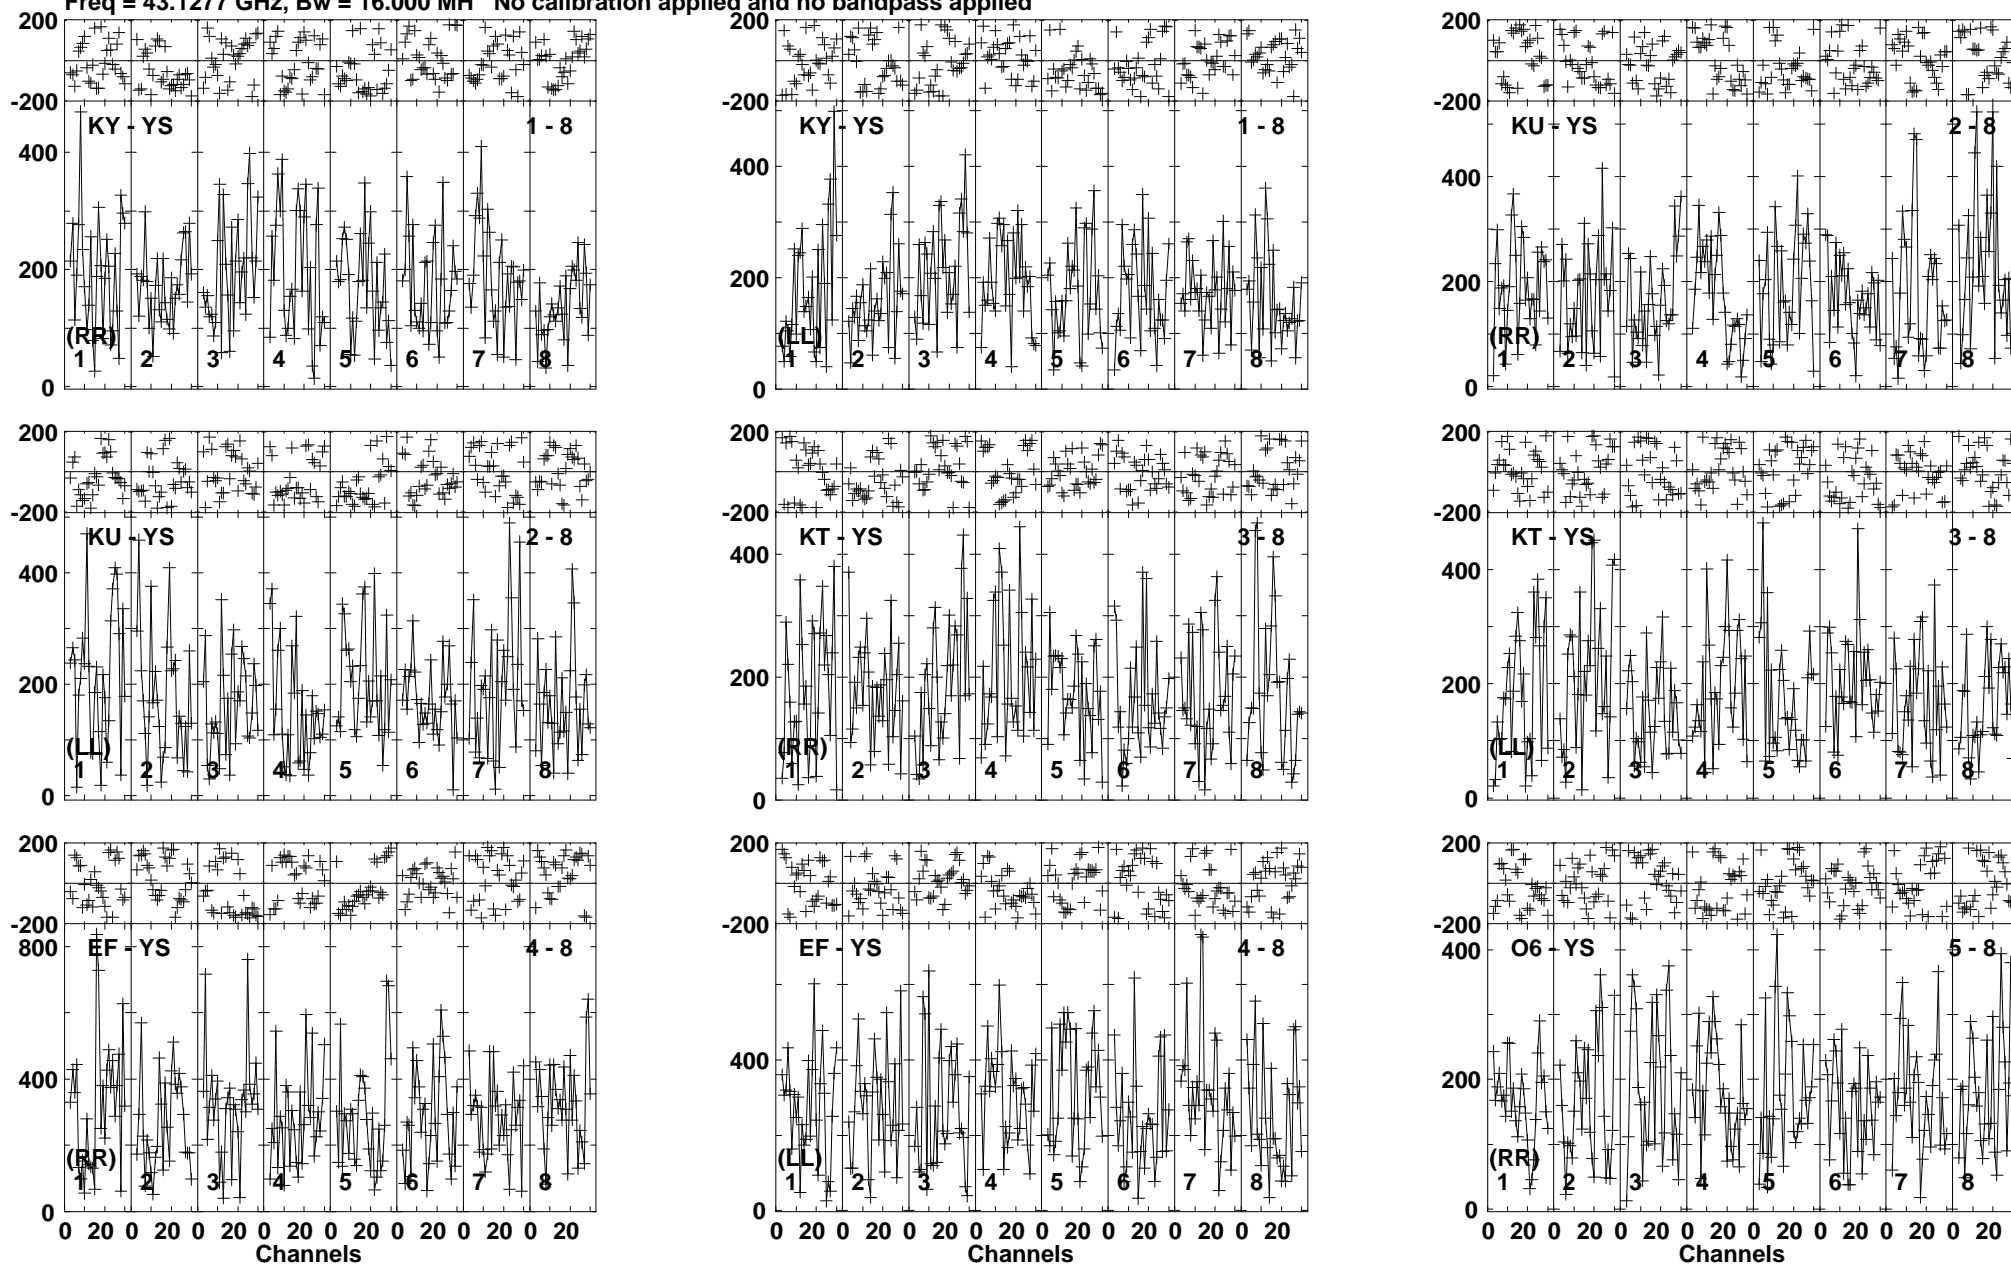 Freq = 43.1277 GHz, Bw = 16.000 MH No calibration applied and no bandpass applied
200 200 200
-200 -200 -200
KY - YS 1 - 8 KY - YS 1 - 8 KU - YS 2 - 8
400 400 400
200 200 200
(RR) (LL) (RR)
1 2 3 4 5 6 7 8 1 2 3 4 5 6 7 8 1 2 3 4 5 6 7 8
0 0 0
200 200 200
-200 -200 -200
KU - YS 2 - 8 KT - YS 3 - 8 KT - YS 3 - 8
400 400 400
200 200 200
(LL) (RR) (LL)
1 2 3 4 5 6 7 8 1 2 3 4 5 6 7 8 1 2 3 4 5 6 7 8
0 0 0
200 200 200
-200 -200 -200
EF - YS 4 - 8 EF - YS 4 - 8 O6 - YS 5 - 8
800 400
400 400 200
(RR) (LL) (RR)
1 2 3 4 5 6 7 8 1 2 3 4 5 6 7 8 1 2 3 4 5 6 7 8
0 0 0
0 20 0 20 0 20 0 20 0 20 0 20 0 20 0 20 0 20 0 20 0 20 0 20 0 20 0 20 0 20 0 20 0 20 0 20 0 20 0 20 0 20 0 20 0 20 0 20
Channels Channels Channels